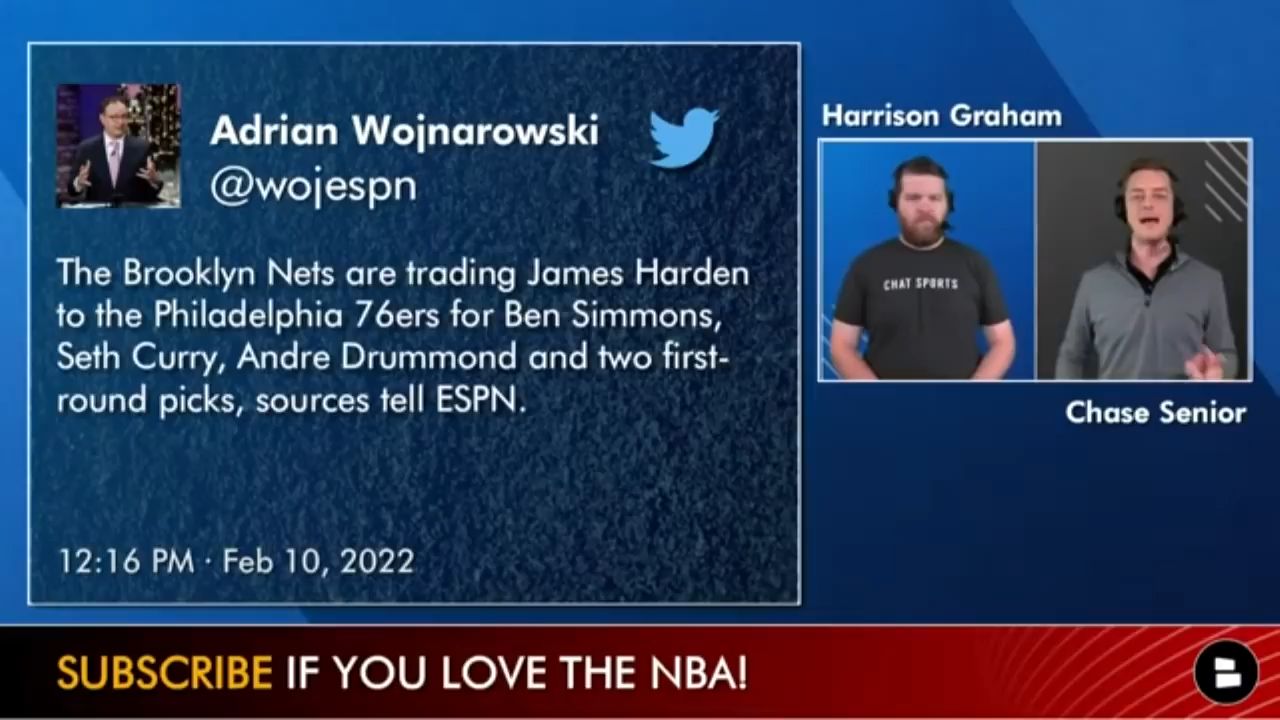 Adrian Wojnarowski
@wojespn
The Brooklyn Nets are trading James Harden
to the Philadelphia 76ers for Ben Simmons,
Seth Curry, Andre Drummond and two first-
round picks, sources tell ESPN.
12:16 PM · Feb 10, 2022
Harrison Graham
CHAT SPORTS
Chase Senior
SUBSCRIBE IF YOU LOVE THE NBA!